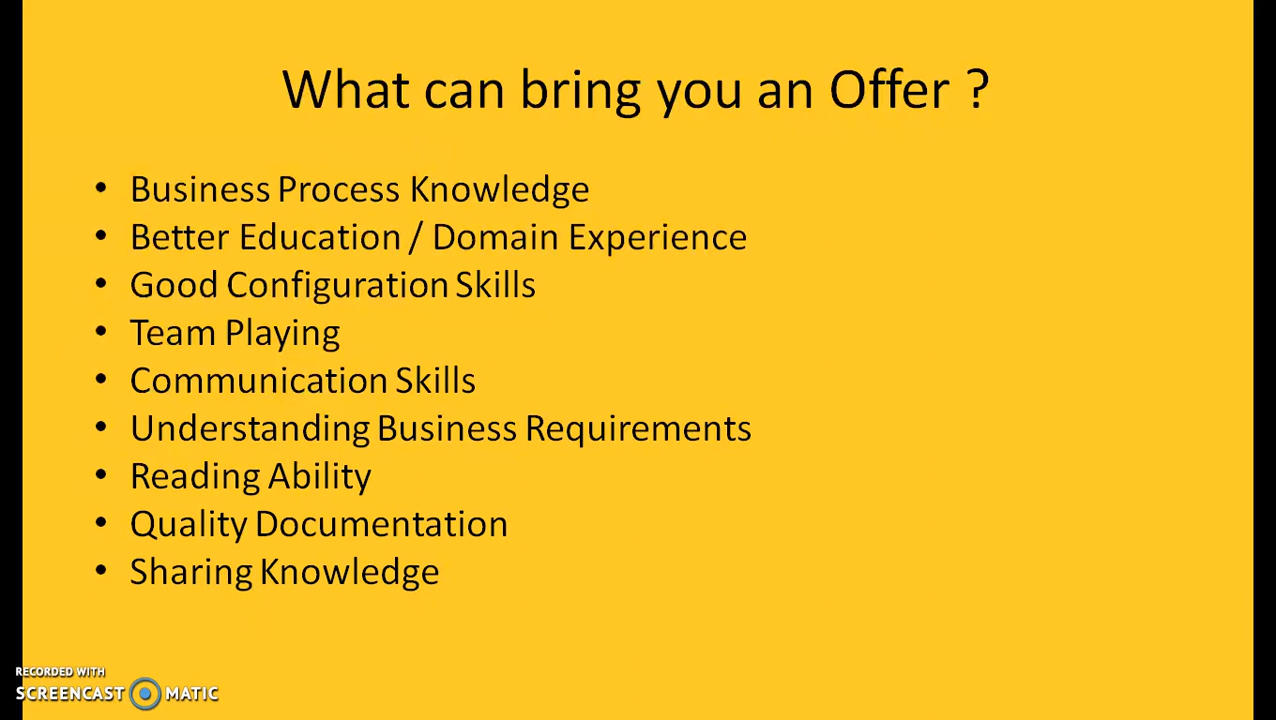 What can bring you an Offer ?
• Business Process Knowledge
• Better Education / Domain Experience
• Good Configuration Skills
• Team Playing
• Communication Skills
• Understanding Business Requirements
• Reading Ability
• Quality Documentation
• Sharing Knowledge
RECORDED WITH
SCREENCAST MATIC